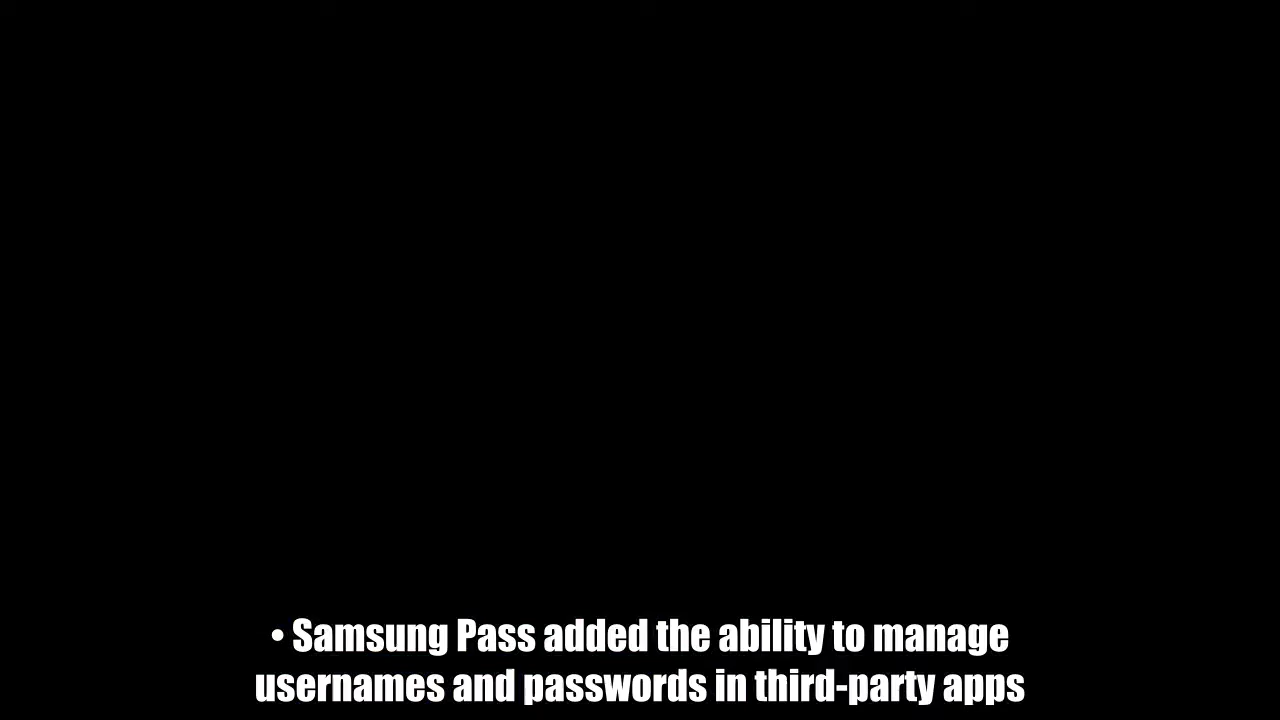 • Samsung Pass added the ability to manage
usernames and passwords in third-party apps